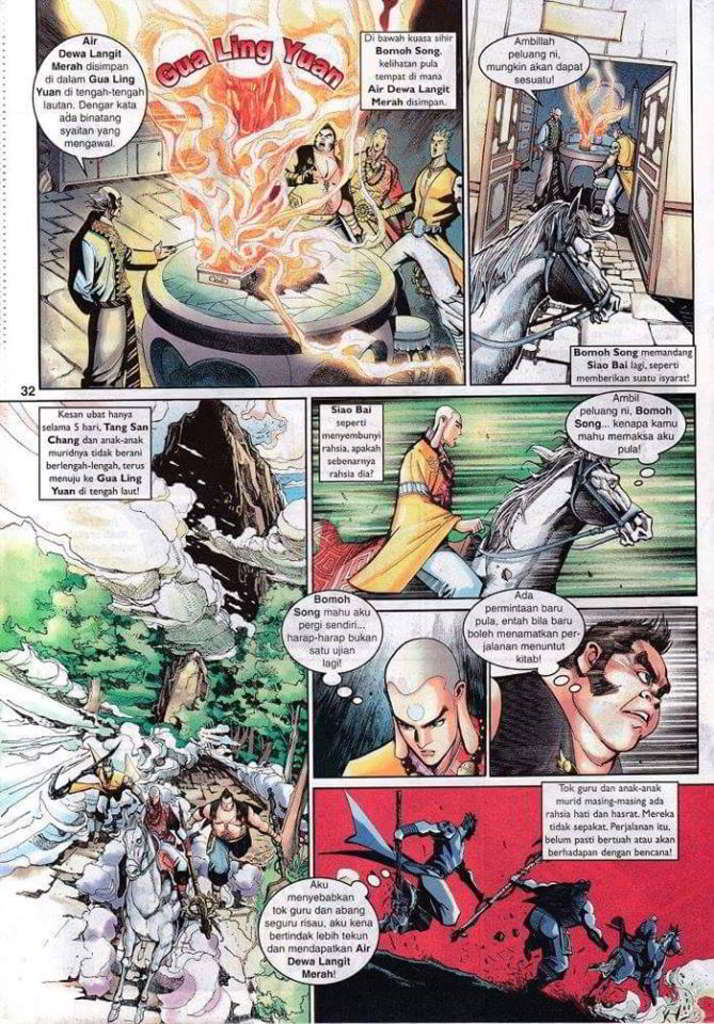 Air
Dewa Langit
Merah disimpan
di dalam Gua Ling
Yuan di tengah-tengah
lautan. Dengar kata
ada binatang
syaitan yang
mengawal!
Gua Ling Yuan
Di bawah kuasa sihir
Bomoh Song,
kelihatan pula
tempat di mana
Air Dewa Langit
Merah disimpan.
Ambillah
peluang ni,
mungkin akan dapat
sesuatu!
Bomoh Song memandang
Siao Bai lagi, seperti
memberikan suatu isyarat!
32
Kesan ubat hanya
selama 5 hari, Tang San
Chang dan anak-anak
muridnya tidak berani
berlengah-lengah, terus
menuju ke Gua Ling
Yuan di tengah laut!
Siao Bai
seperti
menyembunyi
rahsia, apakah
sebenarnya
rahsia dia?
Ambil
peluang ni, Bomoh
Song... kenapa kamu
mahu memaksa aku
pula!
Bomoh
Song mahu aku
pergi sendiri...
harap-harap bukan
satu ujian
lagi!
Ada
permintaan baru
pula, entah bila baru
boleh menamatkan per-
jalanan menuntut
kitab!
Tok guru dan anak-anak
murid masing-masing ada
rahsia hati dan hasrat. Mereka
tidak sepakat. Perjalanan itu,
belum pasti bertuah atau akan
berhadapan dengan bencana!
Aku
menyebabkan
tok guru dan abang
seguru risau, aku kena
bertindak lebih tekun
dan mendapatkan Air
Dewa Langit
Merah!